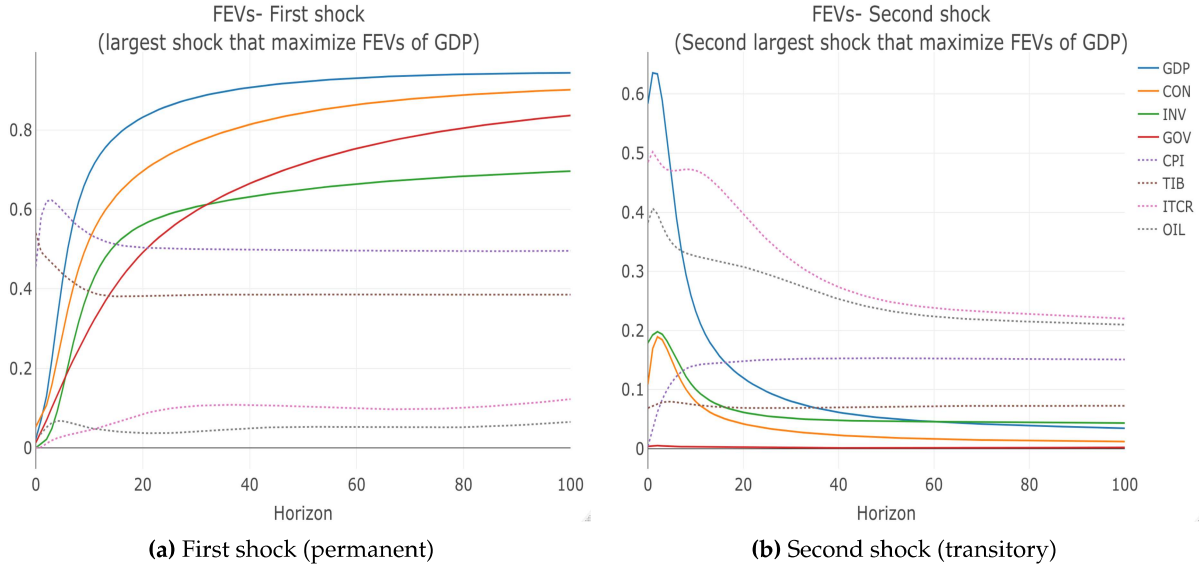 FEVs- First shock
(largest shock that maximize FEVs of GDP)
0.8
0.6
0.4
0.2
0
0 20 40 60 80 100
Horizon
(a) First shock (permanent)
FEVs- Second shock
(Second largest shock that maximize FEVs of GDP)
0.6
0.5
0.4
0.3
0.2
0.1
0
0 20 40 60 80 100
Horizon
GDP
CON
INV
GOV
CPI
TIB
ITCR
OIL
(b) Second shock (transitory)